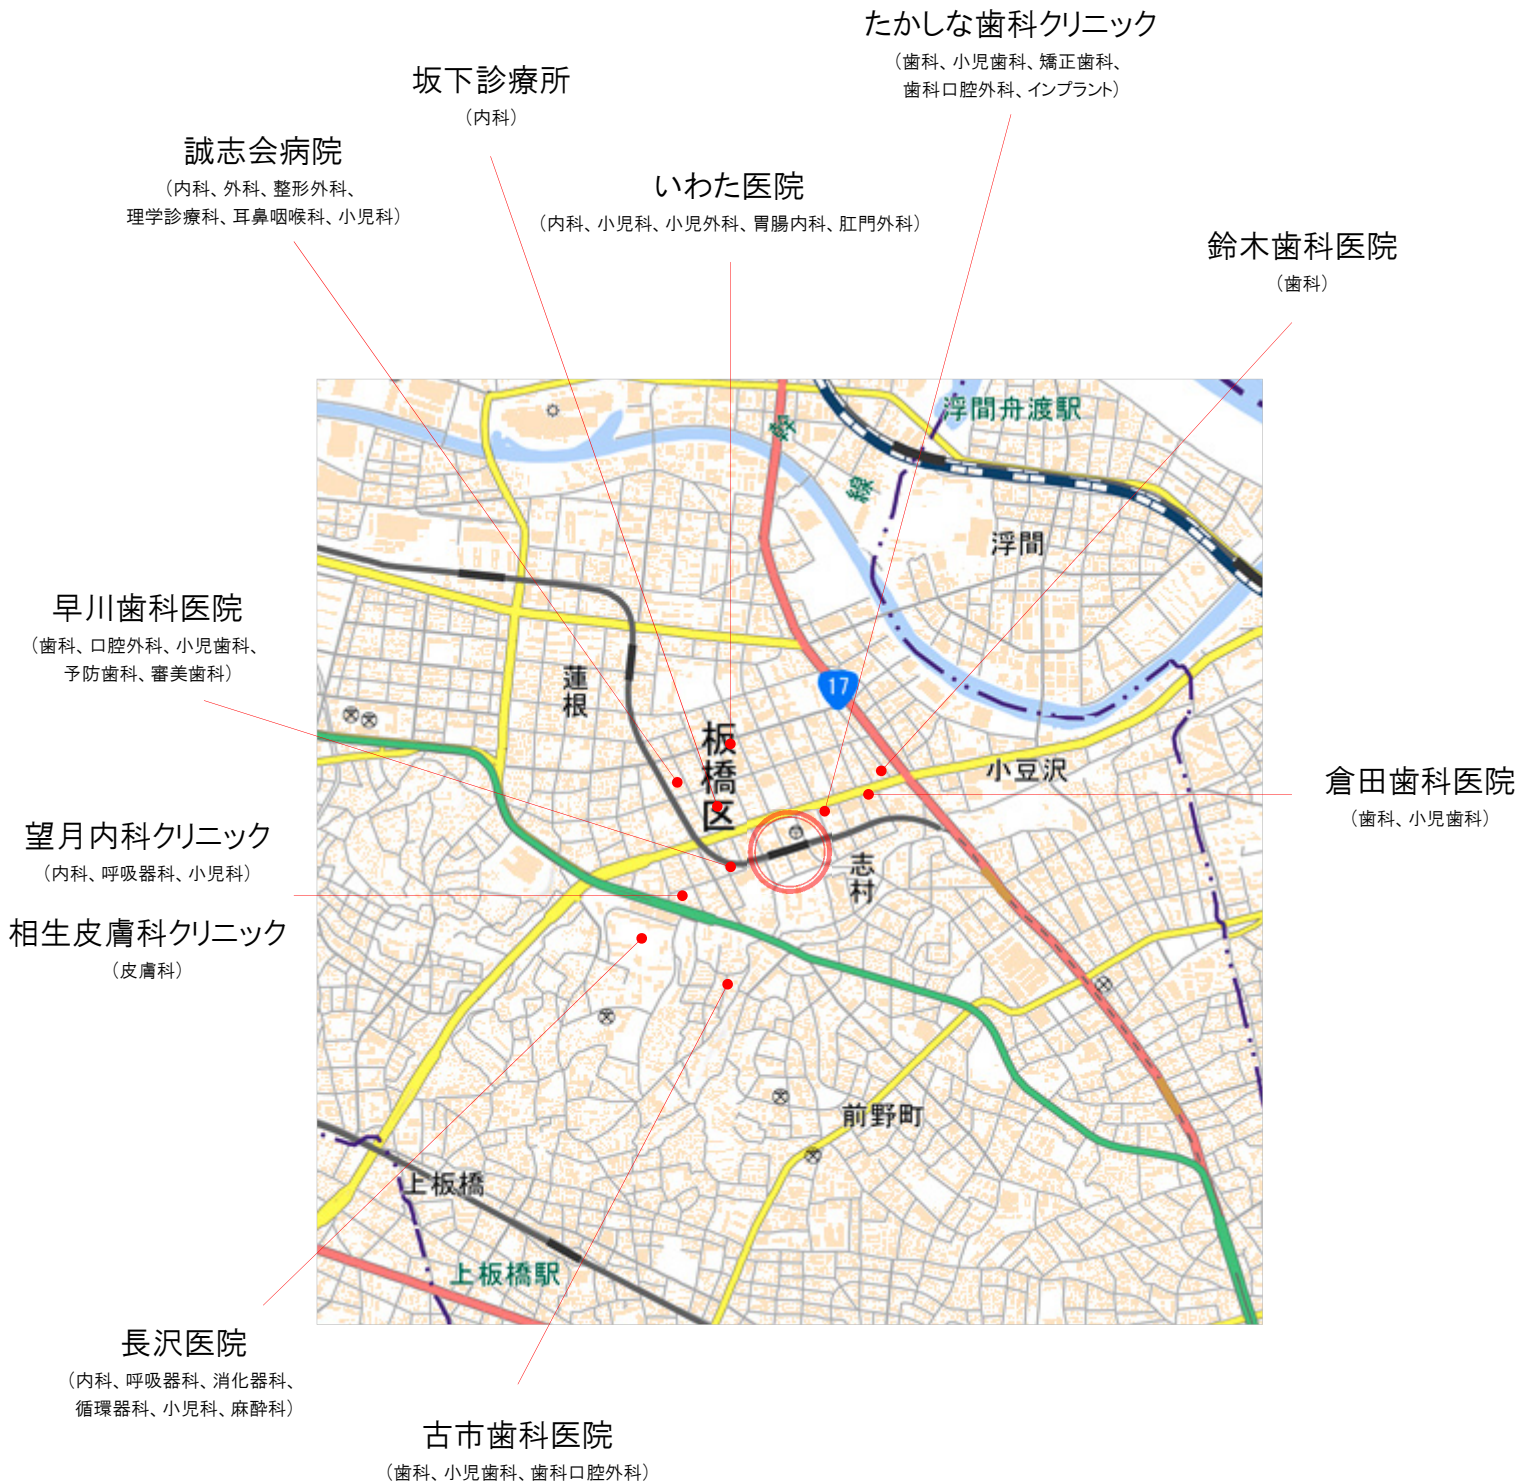 たかしな歯科クリニック
（歯科、小児歯科、矯正歯科、
歯科口腔外科、インプラント）
坂下診療所
（内科）
誠志会病院
（内科、外科、整形外科、
理学診療科、耳鼻咽喉科、小児科）
いわた医院
（内科、小児科、小児外科、胃腸内科、肛門外科）
鈴木歯科医院
（歯科）
浮間舟渡駅
線
浮間
早川歯科医院
（歯科、口腔外科、小児歯科、
予防歯科、審美歯科）
蓮根
17
板橋区
小豆沢
倉田歯科医院
（歯科、小児歯科）
望月内科クリニック
（内科、呼吸器科、小児科）
志村
相生皮膚科クリニック
（皮膚科）
前野町
上板橋
上板橋駅
長沢医院
（内科、呼吸器科、消化器科、
循環器科、小児科、麻酔科）
古市歯科医院
（歯科、小児歯科、歯科口腔外科）